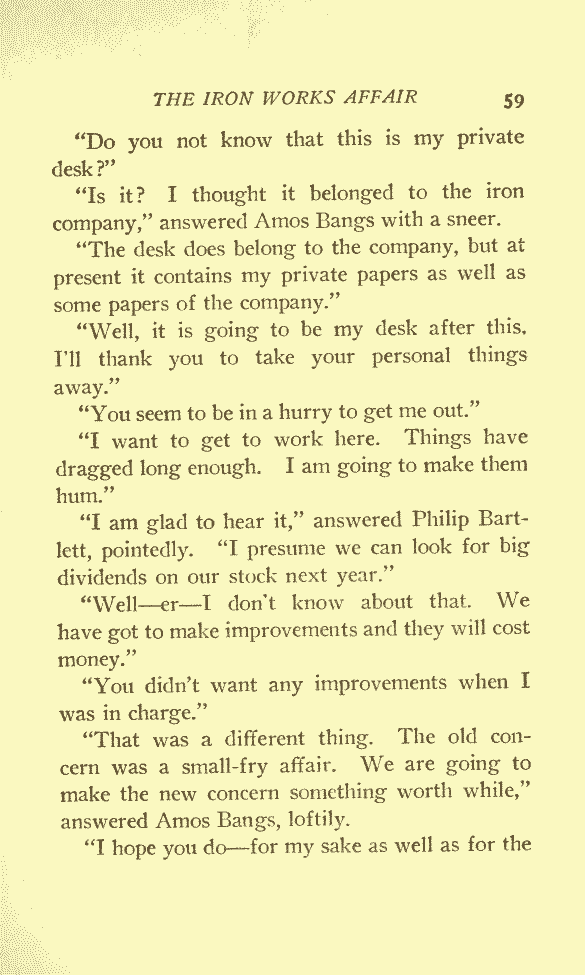 THE IRON WORKS AFFAIR 59
“Do you not know that this is my private
desk?”
“Is it? I thought it belonged to the iron
company,” answered Amos Bangs with a sneer.
“The desk does belong to the company, but at
present it contains my private papers as well as
some papers of the company.”
“Well, it is going to be my desk after this.
I’ll thank you to take your personal things
away.”
“You seem to be in a hurry to get me out.”
“I want to get to work here. Things have
dragged long enough. I am going to make them
hum.”
“I am glad to hear it,” answered Philip Bart-
lett, pointedly. “I presume we can look for big
dividends on our stock next year.”
“Well—er—I don’t know about that. We
have got to make improvements and they will cost
money.”
“You didn’t want any improvements when I
was in charge.”
“That was a different thing. The old con-
cern was a small-fry affair. We are going to
make the new concern something worth while,”
answered Amos Bangs, loftily.
“I hope you do—for my sake as well as for the